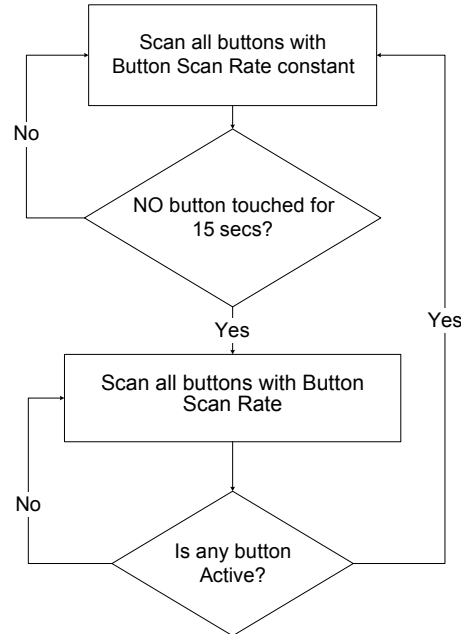 Scan all buttons with
Button Scan Rate constant
No
NO button touched for
15 secs?
Yes
Yes
Scan all buttons with Button
Scan Rate
No
Is any button
Active?